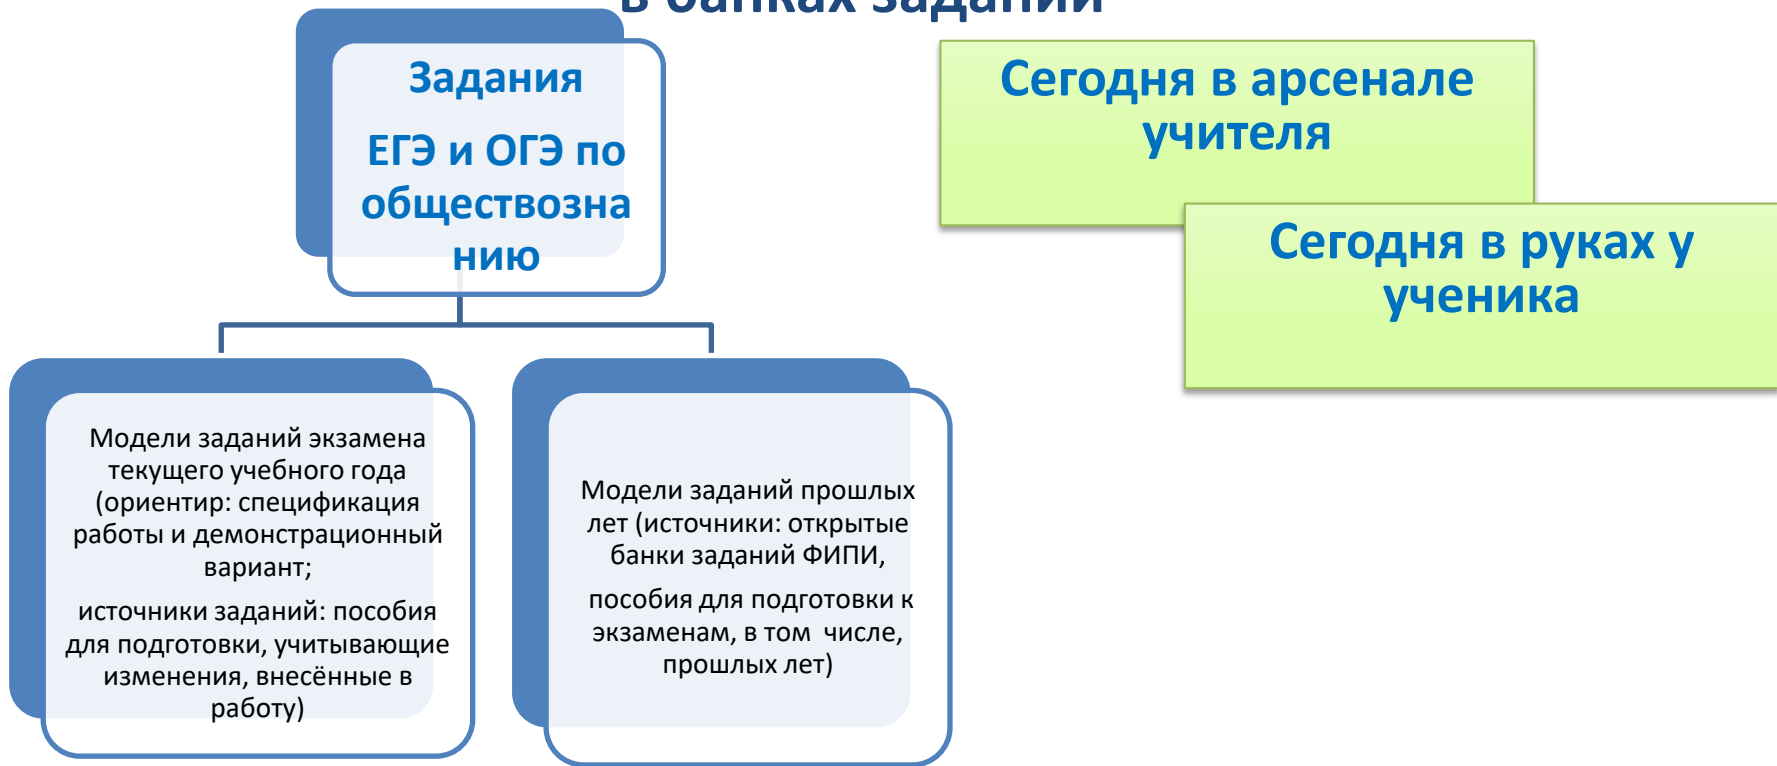 в банках заданий
Задания
ЕГЭ и ОГЭ по
обществозна
нию
Сегодня в арсенале
учителя
Сегодня в руках у
ученика
Модели заданий экзамена
текущего учебного года
(ориентир: спецификация
работы и демонстрационный
вариант;
источники заданий: пособия
для подготовки, учитывающие
изменения, внесённые в
работу)
Модели заданий прошлых
лет (источники: открытые
банки заданий ФИПИ,
пособия для подготовки к
экзаменам, в том  числе,
прошлых лет)